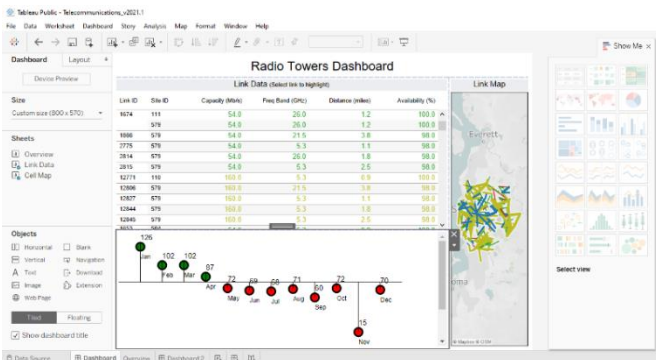 Tableau Public - Telecommunications_v2021.1
File Data Worksheet Dashboard Story Analysis Map Format Window Help
Show Me
Dashboard Layout
Device Preview
Size
Custom size (800 x 570)
Sheets
Overview
Link Data
Cell Map
Objects
Horizontal Blank
Vertical Navigation
A Text Download
Image Extension
Web Page
Tiled Floating
Show dashboard title
Radio Towers Dashboard
Link Data (Select link to highlight)
Link ID Site ID Capacity (Mb/s) Freq Band (GHz) Distance (miles) Availability (%)
1674 111 54.0 26.0 1.2 100.0
579 54.0 26.0 1.2 100.0
579 54.0 21.5 3.8 98.0
2775 579 54.0 5.3 1.1 98.0
2814 579 54.0 26.0 1.8 98.0
2815 579 54.0 5.3 2.5 98.0
12771 110 160.0 5.3 100.0
12806 579 160.0 21.5 3.8 98.0
12827 579 160.0 5.3 1.1 98.0
12844 579 160.0 5.3 1.8 98.0
12845 579 160.0 5.3 2.5 98.0
Link Map
Everett
oma
126 102 102 87 72 69 68 71 60 72 15 70
Jan Feb Mar Apr May Jun Jul Aug Sep Oct Nov Dec
Select view
Data Source Dashboard Overview Dashboard 2